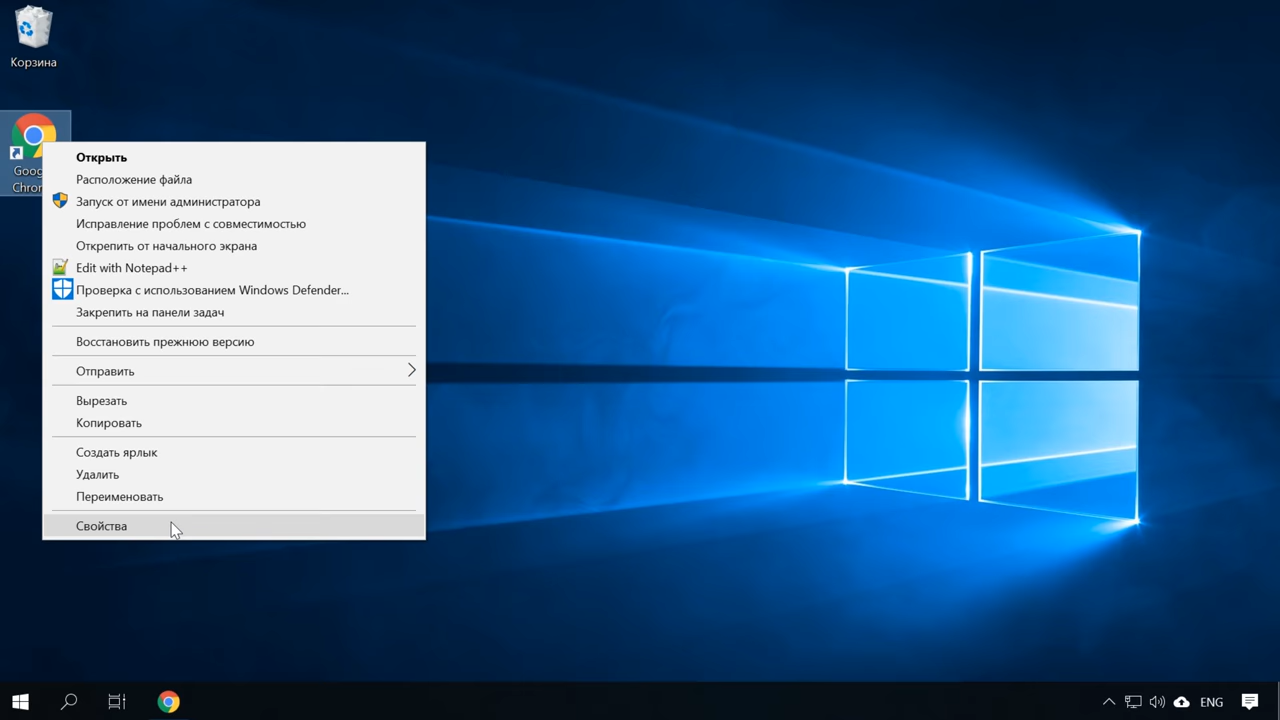 Корзина
Goog
Chrom
Открыть
Расположение файла
Запуск от имени администратора
Исправление проблем с совместимостью
Открепить от начального экрана
Edit with Notepad++
Проверка с использованием Windows Defender...
Закрепить на панели задач
Восстановить прежнюю версию
Отправить
Вырезать
Копировать
Создать ярлык
Удалить
Переименовать
Свойства
ENG